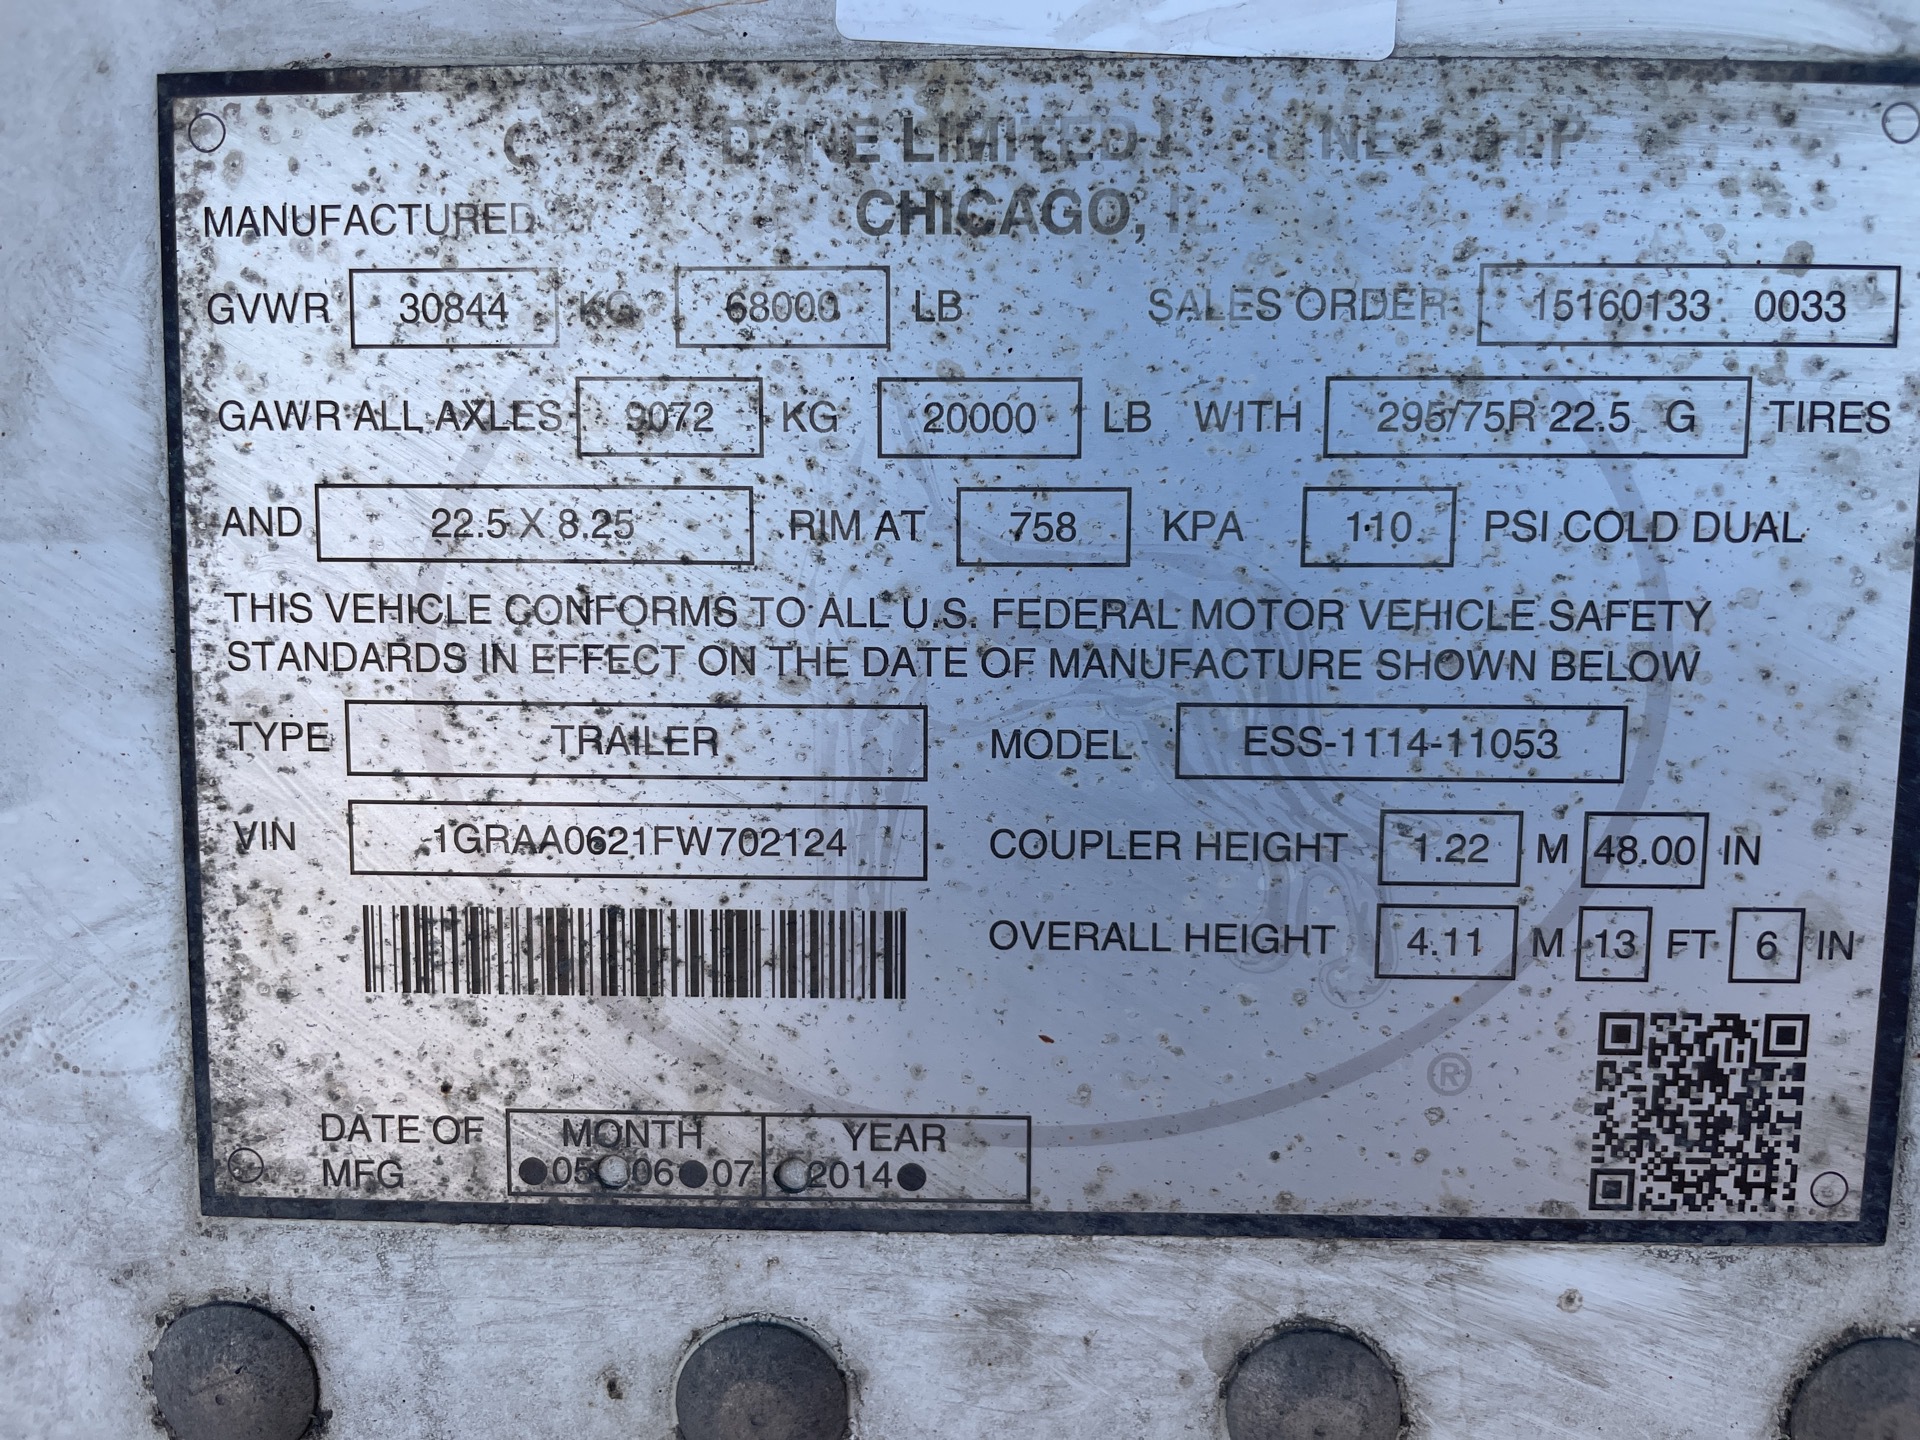 DANE LIMITED
MANUFACTURED CHICAGO, IL
GVWR 30844 KG 68000 LB SALES ORDER 15160133 0033
GAWR ALL AXLES 9072 KG 20000 LB WITH 295/75R 22.5 G TIRES
AND 22.5 X 8.25 RIM AT 758 KPA 110 PSI COLD DUAL
THIS VEHICLE CONFORMS TO ALL U.S. FEDERAL MOTOR VEHICLE SAFETY
STANDARDS IN EFFECT ON THE DATE OF MANUFACTURE SHOWN BELOW
TYPE TRAILER MODEL ESS-1114-11053
VIN 1GRAA0621FW702124 COUPLER HEIGHT 1.22 M 48.00 IN
OVERALL HEIGHT 4.11 M 13 FT 6 IN
®
DATE OF MONTH YEAR
MFG 05 06 07 2014